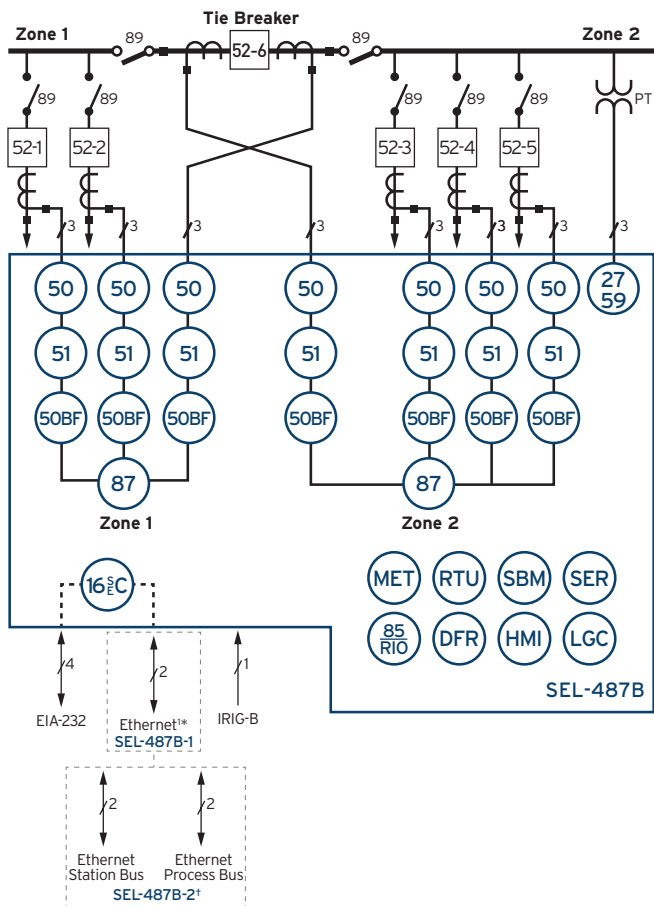 Tie Breaker
Zone 1
89
52-6
89
Zone 2
89
89
89
89
89
PT
52-1
52-2
52-3
52-4
52-5
3
3
3
3
3
3
3
3
50
50
50
50
50
50
50
27
59
51
51
51
51
51
51
51
50BF
50BF
50BF
50BF
50BF
50BF
50BF
87
87
Zone 1
Zone 2
16 SE C
MET
RTU
SBM
SER
85
RIO
DFR
HMI
LGC
SEL-487B
4
2
1
EIA-232
Ethernet¹*
IRIG-B
SEL-487B-1
2
2
Ethernet
Station Bus
Ethernet
Process Bus
SEL-487B-2†